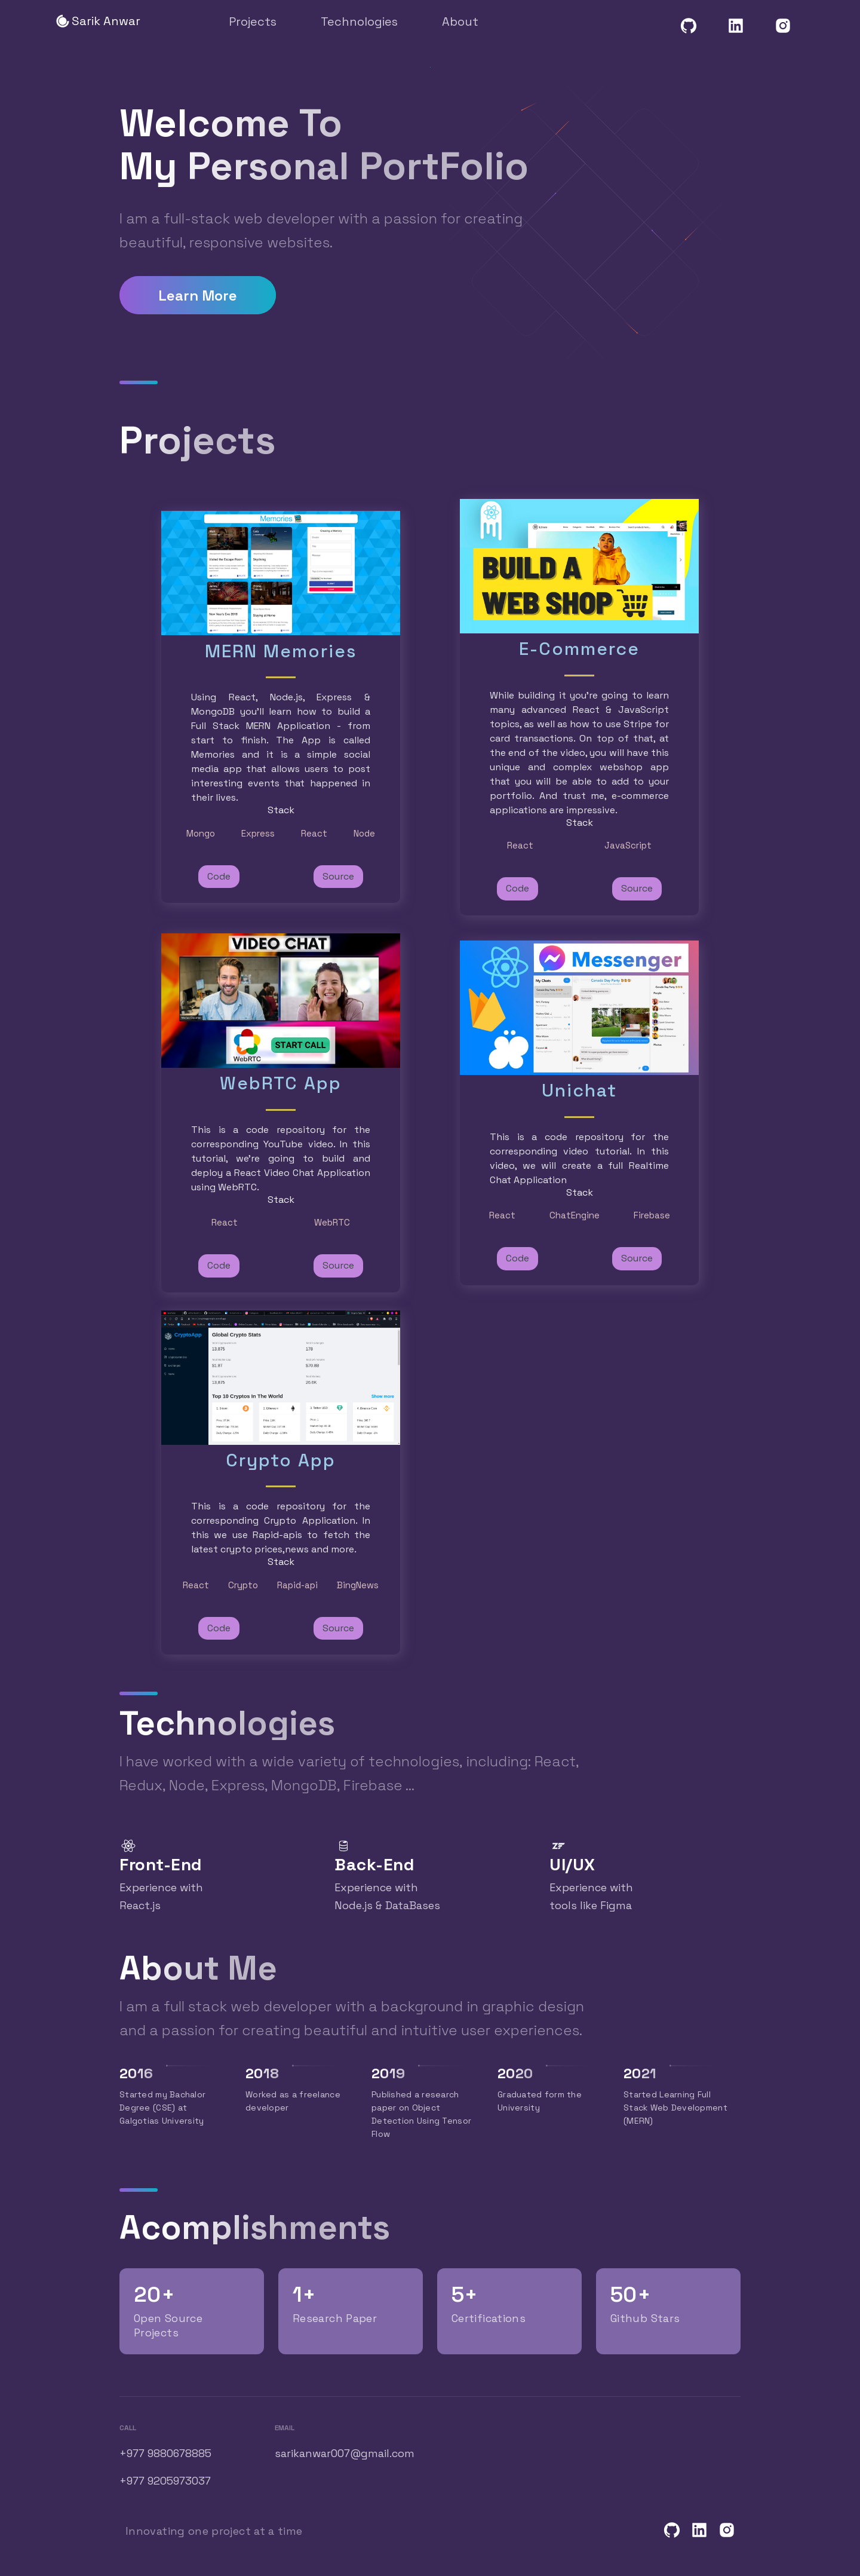 Sarik Anwar
Projects
Technologies
About
Welcome To
My Personal PortFolio
I am a full-stack web developer with a passion for creating
beautiful, responsive websites.
Learn More
Projects
Memories
MERN Memories
Using React, Node.js, Express &
MongoDB you'll learn how to build a
Full Stack MERN Application - from
start to finish. The App is called
Memories and it is a simple social
media app that allows users to post
interesting events that happened in
their lives.
Stack
Mongo Express React Node
Code Source
BUILD A
WEB SHOP
E-Commerce
While building it you're going to learn
many advanced React & JavaScript
topics, as well as how to use Stripe for
card transactions. On top of that, at
the end of the video, you will have this
unique and complex webshop app
that you will be able to add to your
portfolio. And trust me, e-commerce
applications are impressive.
Stack
React JavaScript
Code Source
VIDEO CHAT
WebRTC
START CALL
WebRTC App
This is a code repository for the
corresponding YouTube video. In this
tutorial, we're going to build and
deploy a React Video Chat Application
using WebRTC.
Stack
React WebRTC
Code Source
Messenger
My Chats
Unichat
This is a code repository for the
corresponding video tutorial. In this
video, we will create a full Realtime
Chat Application
Stack
React ChatEngine Firebase
Code Source
CryptoApp
Global Crypto Stats
Top 10 Cryptos In The World
Show more
Crypto App
This is a code repository for the
corresponding Crypto Application. In
this we use Rapid-apis to fetch the
latest crypto prices,news and more.
Stack
React Crypto Rapid-api BingNews
Code Source
Technologies
I have worked with a wide variety of technologies, including: React,
Redux, Node, Express, MongoDB, Firebase ...
Front-End
Experience with
React.js
Back-End
Experience with
Node.js & DataBases
UI/UX
Experience with
tools like Figma
About Me
I am a full stack web developer with a background in graphic design
and a passion for creating beautiful and intuitive user experiences.
2016
Started my Bachalor
Degree (CSE) at
Galgotias University
2018
Worked as a freelance
developer
2019
Published a research
paper on Object
Detection Using Tensor
Flow
2020
Graduated form the
University
2021
Started Learning Full
Stack Web Development
(MERN)
Acomplishments
20+
Open Source
Projects
1+
Research Paper
5+
Certifications
50+
Github Stars
CALL
+977 9880678885
+977 9205973037
EMAIL
sarikanwar007@gmail.com
Innovating one project at a time